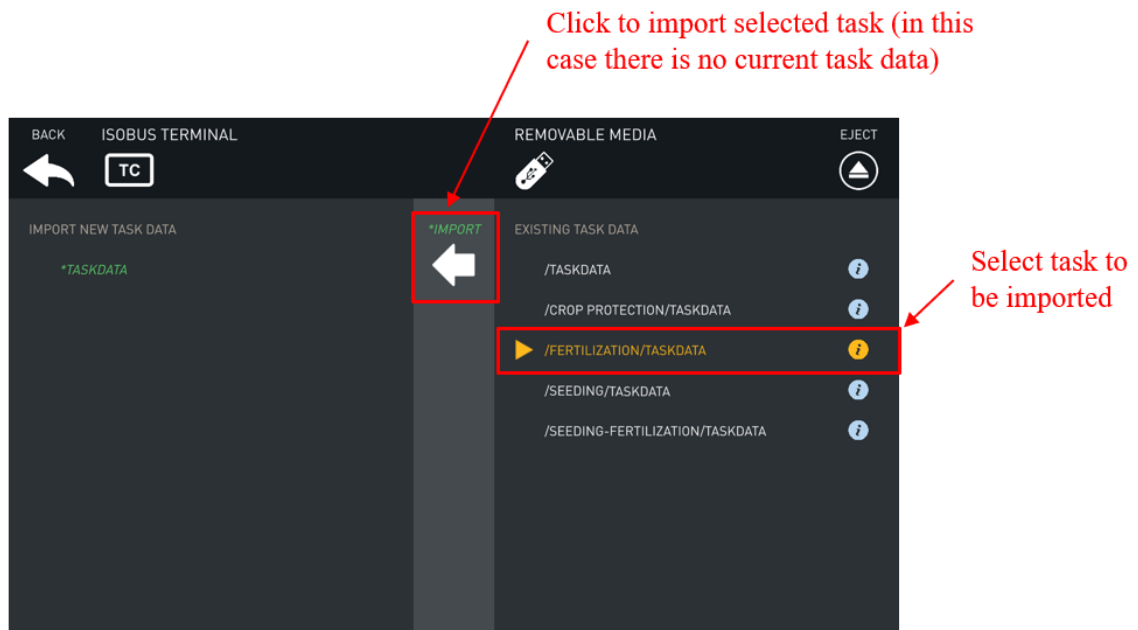 Click to import selected task (in this
case there is no current task data)
BACK
ISOBUS TERMINAL
TC
REMOVABLE MEDIA
EJECT
IMPORT NEW TASK DATA
*TASKDATA
*IMPORT
EXISTING TASK DATA
/TASKDATA
i
/CROP PROTECTION/TASKDATA
i
/FERTILIZATION/TASKDATA
i
/SEEDING/TASKDATA
i
/SEEDING-FERTILIZATION/TASKDATA
i
Select task to
be imported